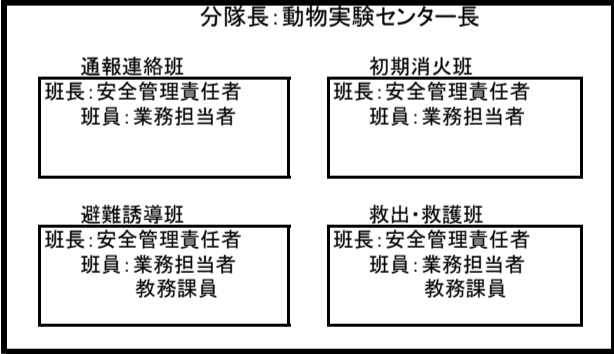 分隊長:動物実験センター長
通報連絡班
班長:安全管理責任者
班員:業務担当者
初期消火班
班長:安全管理責任者
班員:業務担当者
避難誘導班
班長:安全管理責任者
班員:業務担当者
教務課員
救出・救護班
班長:安全管理責任者
班員:業務担当者
教務課員